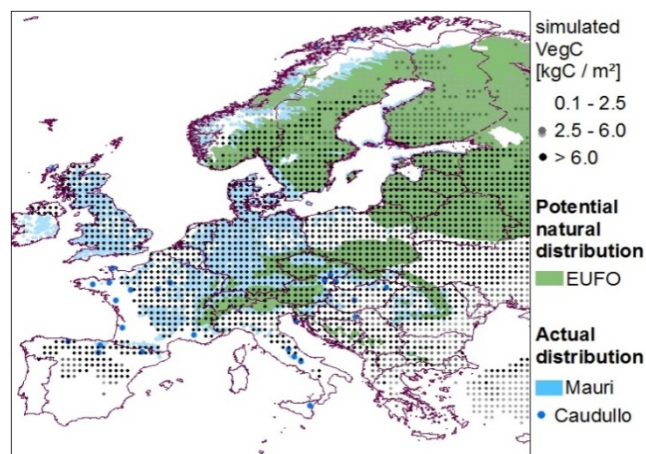 simulated
VegC
[kgC / m²]
0.1 - 2.5
2.5 - 6.0
> 6.0
Potential
natural
distribution
EUFO
Actual
distribution
Mauri
Caudullo